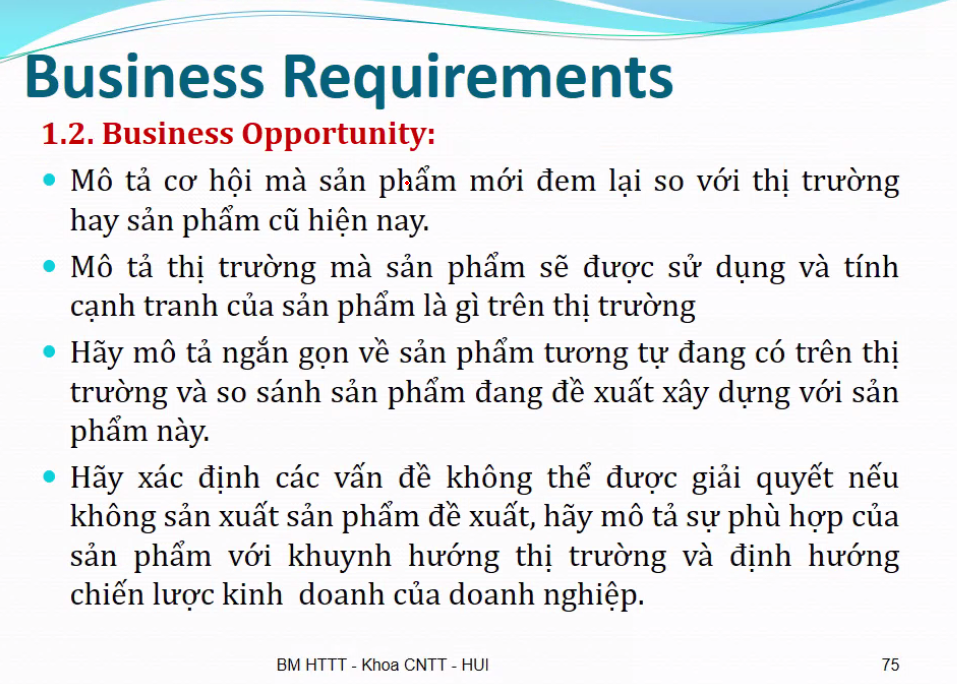 Business Requirements
1.2. Business Opportunity:
• Mô tả cơ hội mà sản phẩm mới đem lại so với thị trường
hay sản phẩm cũ hiện nay.
• Mô tả thị trường mà sản phẩm sẽ được sử dụng và tính
cạnh tranh của sản phẩm là gì trên thị trường
• Hãy mô tả ngắn gọn về sản phẩm tương tự đang có trên thị
trường và so sánh sản phẩm đang đề xuất xây dựng với sản
phẩm này.
• Hãy xác định các vấn đề không thể được giải quyết nếu
không sản xuất sản phẩm đề xuất, hãy mô tả sự phù hợp của
sản phẩm với khuynh hướng thị trường và định hướng
chiến lược kinh doanh của doanh nghiệp.
BM HTTT - Khoa CNTT - HUI
75